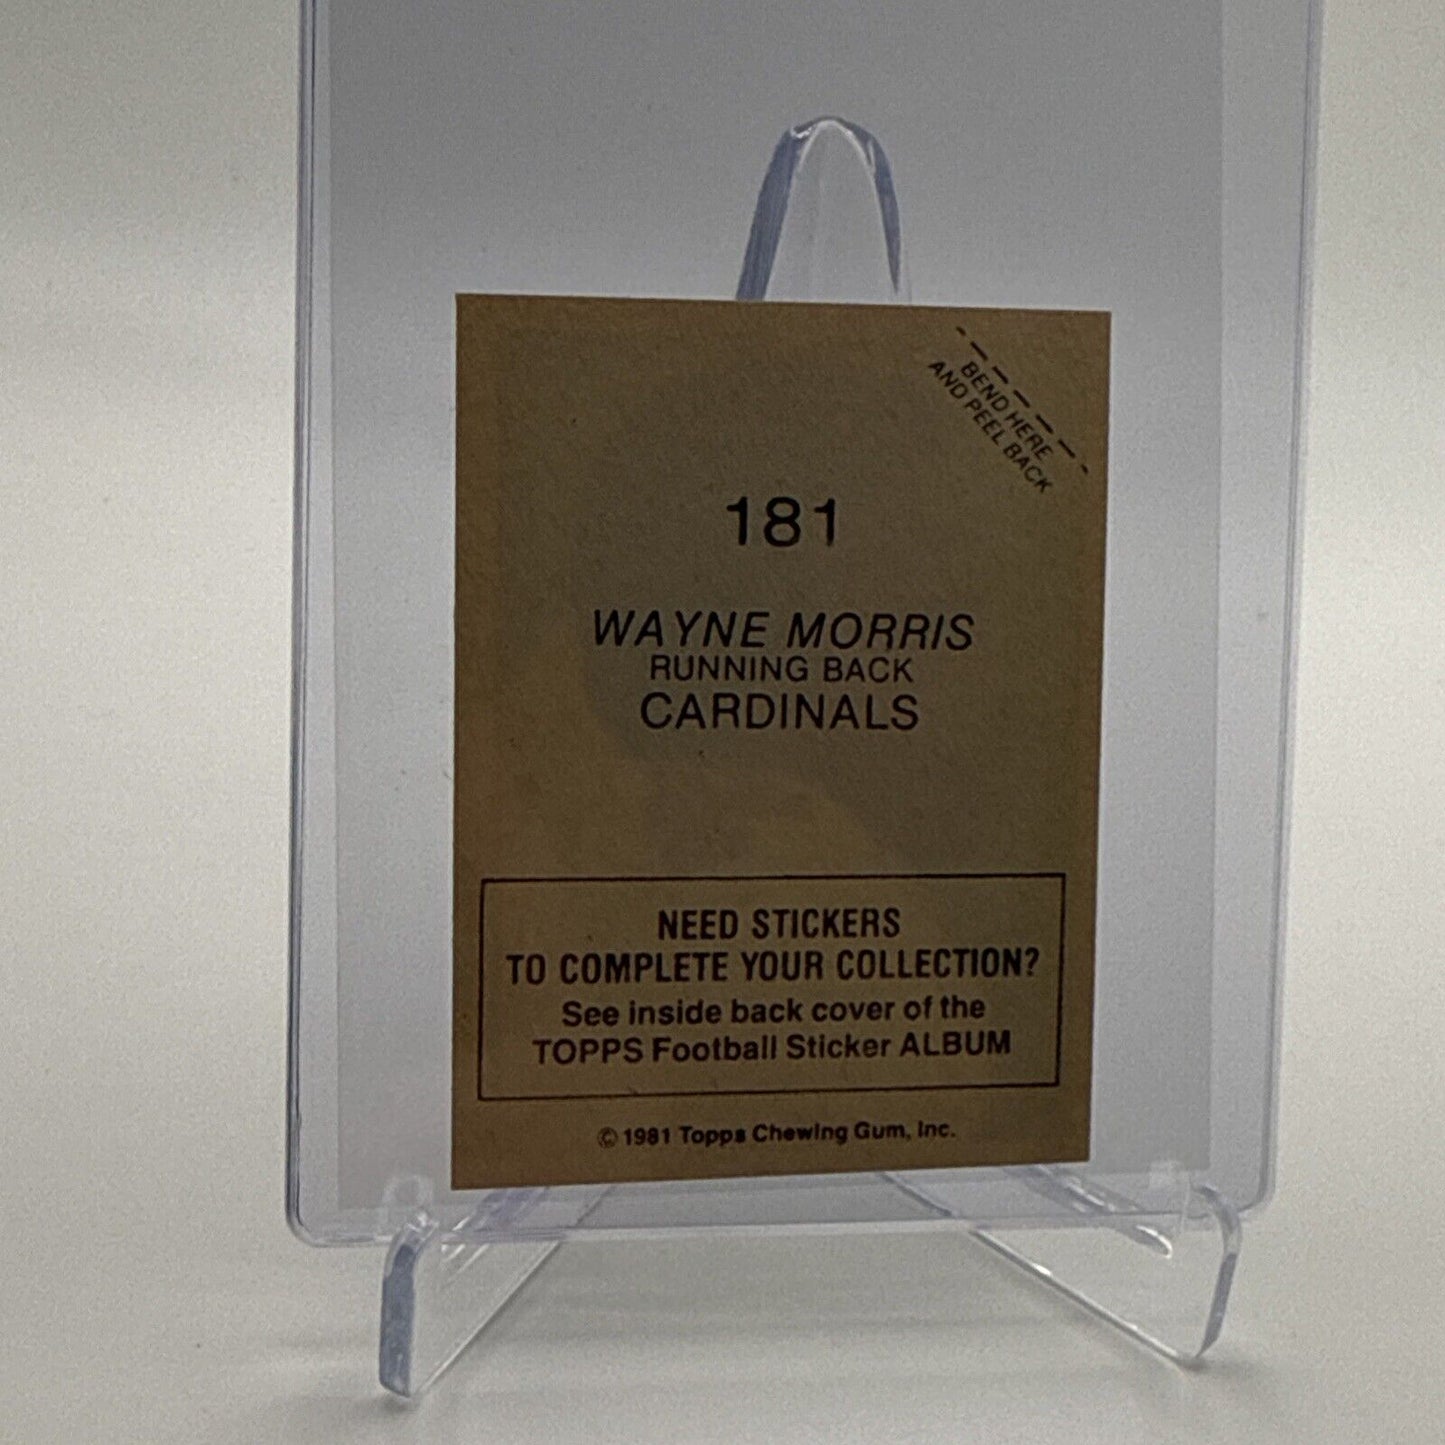 BEND HERE
AND PEEL BACK
181
WAYNE MORRIS
RUNNING BACK
CARDINALS
NEED STICKERS
TO COMPLETE YOUR COLLECTION?
See inside back cover of the
TOPPS Football Sticker ALBUM
© 1981 Topps Chewing Gum, Inc.